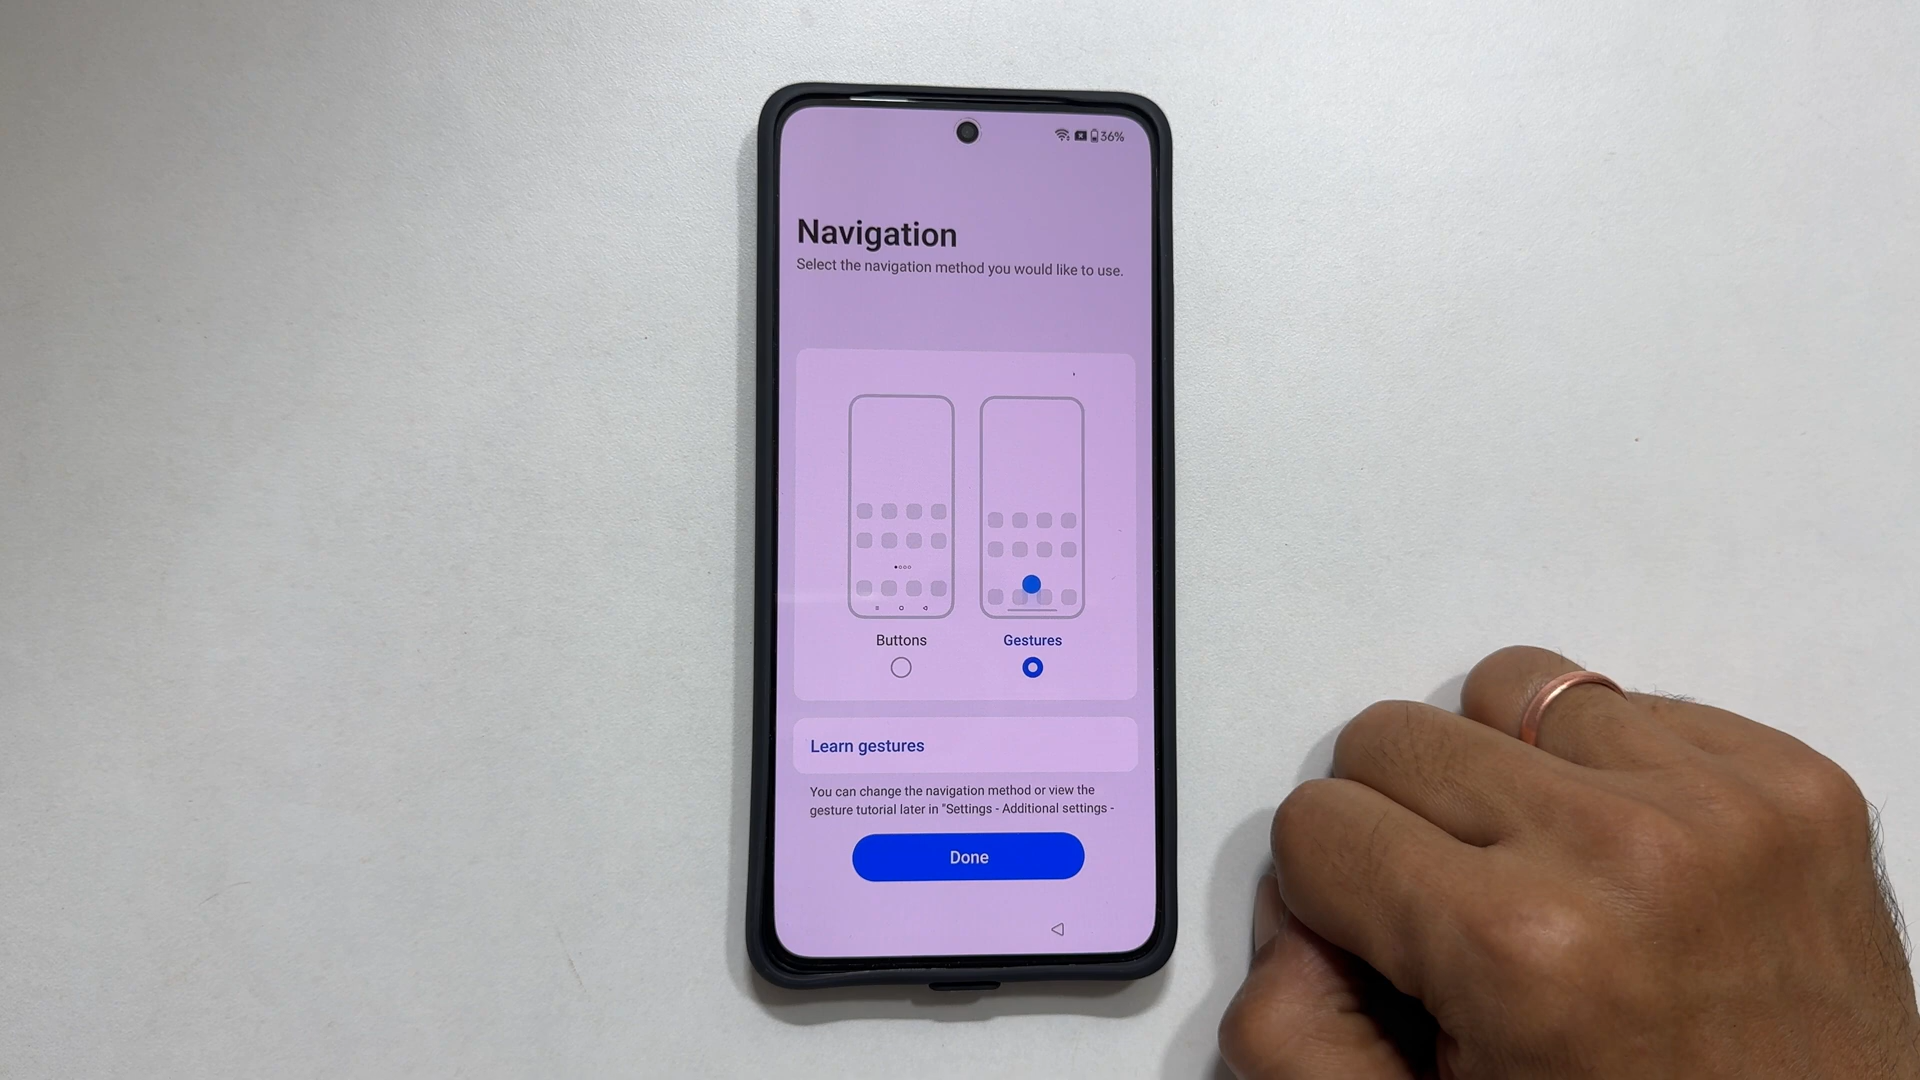 36%
Navigation
Select the navigation method you would like to use.
Buttons
Gestures
Learn gestures
You can change the navigation method or view the
gesture tutorial later in "Settings - Additional settings -
Done